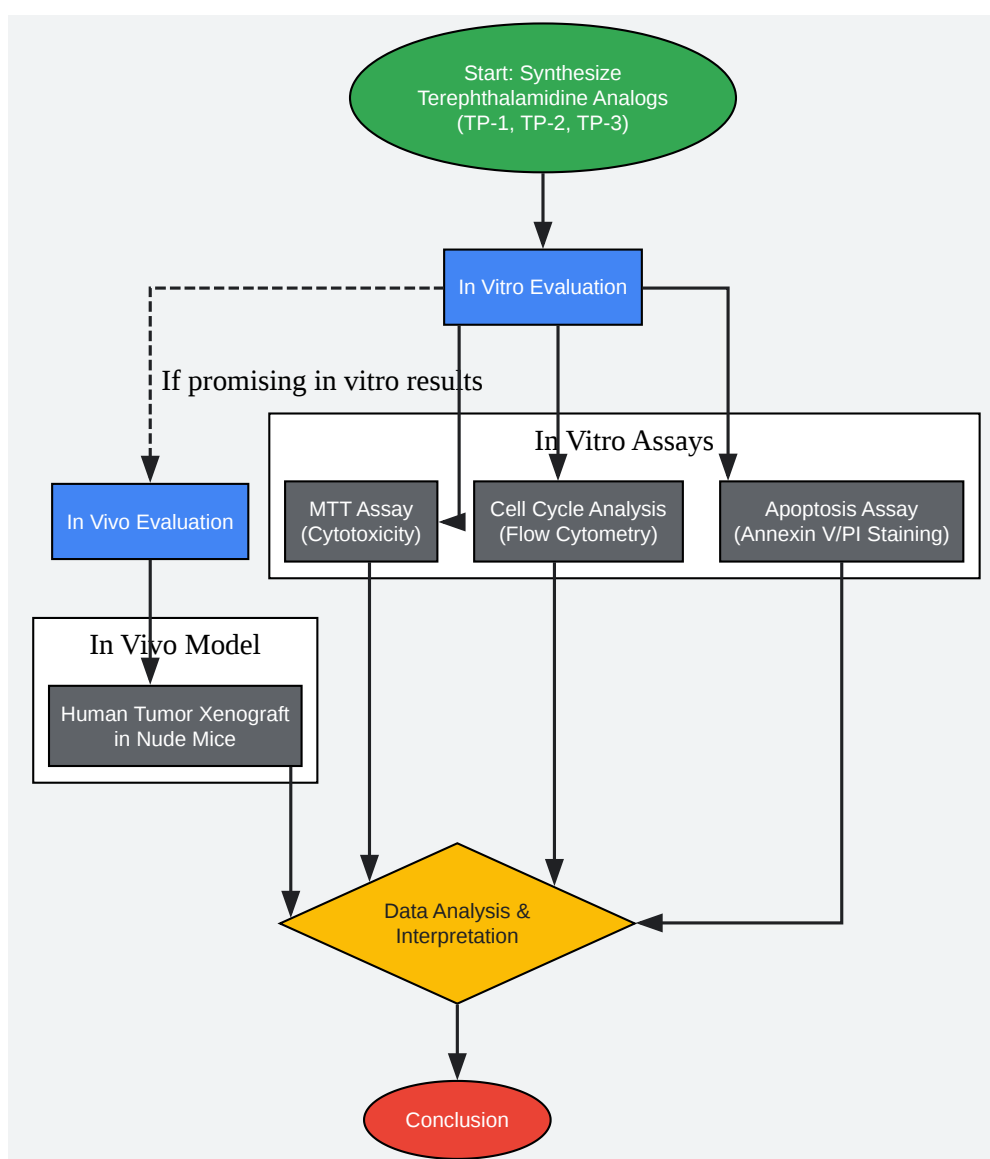 Start: Synthesize
Terephthalamidine Analogs
(TP-1, TP-2, TP-3)
In Vitro Evaluation
If promising in vitro results
In Vitro Assays
MTT Assay
(Cytotoxicity)
Cell Cycle Analysis
(Flow Cytometry)
Apoptosis Assay
(Annexin V/PI Staining)
In Vivo Evaluation
In Vivo Model
Human Tumor Xenograft
in Nude Mice
Data Analysis &
Interpretation
Conclusion